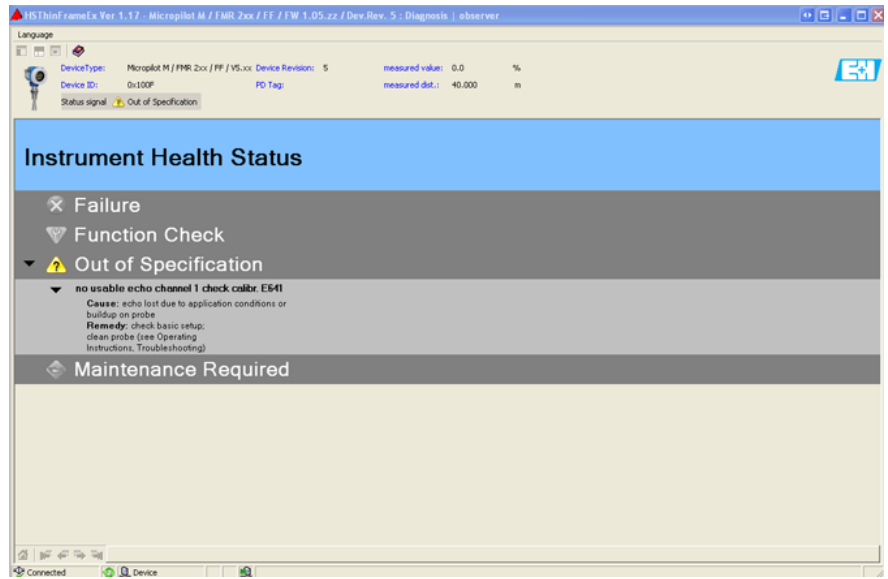 HSThinFrameEx Ver 1.17 - Micropilot M / FMR 2xx / FF / FW 1.05.zz / Dev.Rev. 5 : Diagnosis | observer
Language
DeviceType: Micropilot M / FMR 2xx / FF / V5.xx Device Revision: 5 measured value: 0.0 %
Device ID: 0x100F PD Tag: measured dist.: 40.000 m
Status signal Out of Specification
E+H
Instrument Health Status
Failure
Function Check
Out of Specification
no usable echo channel 1 check calibr. E641
Cause: echo lost due to application conditions or
buildup on probe
Remedy: check basic setup;
clean probe (see Operating
Instructions, Troubleshooting)
Maintenance Required
Connected Device